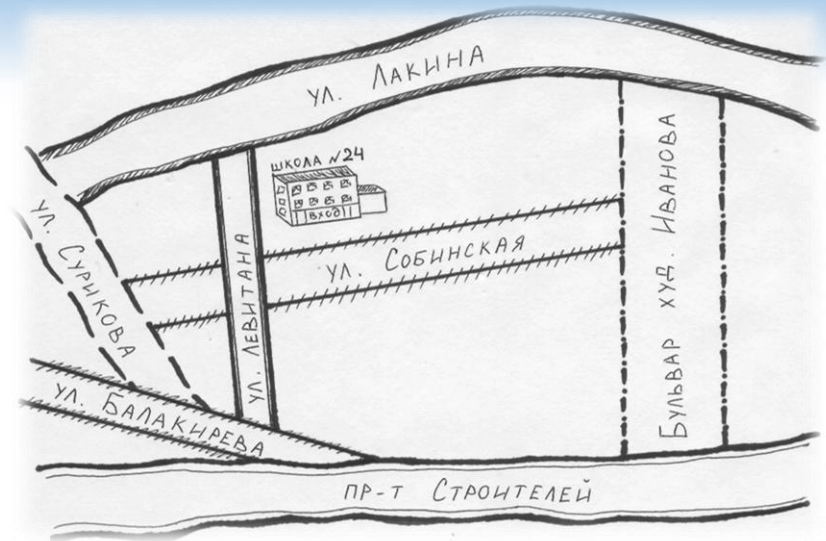 ул. Лакина
школа №24
вход
ул. Сурикова
ул. Левитана
ул. Собинская
Бульвар худ. Иванова
ул. Балакирева
пр-т Строителей